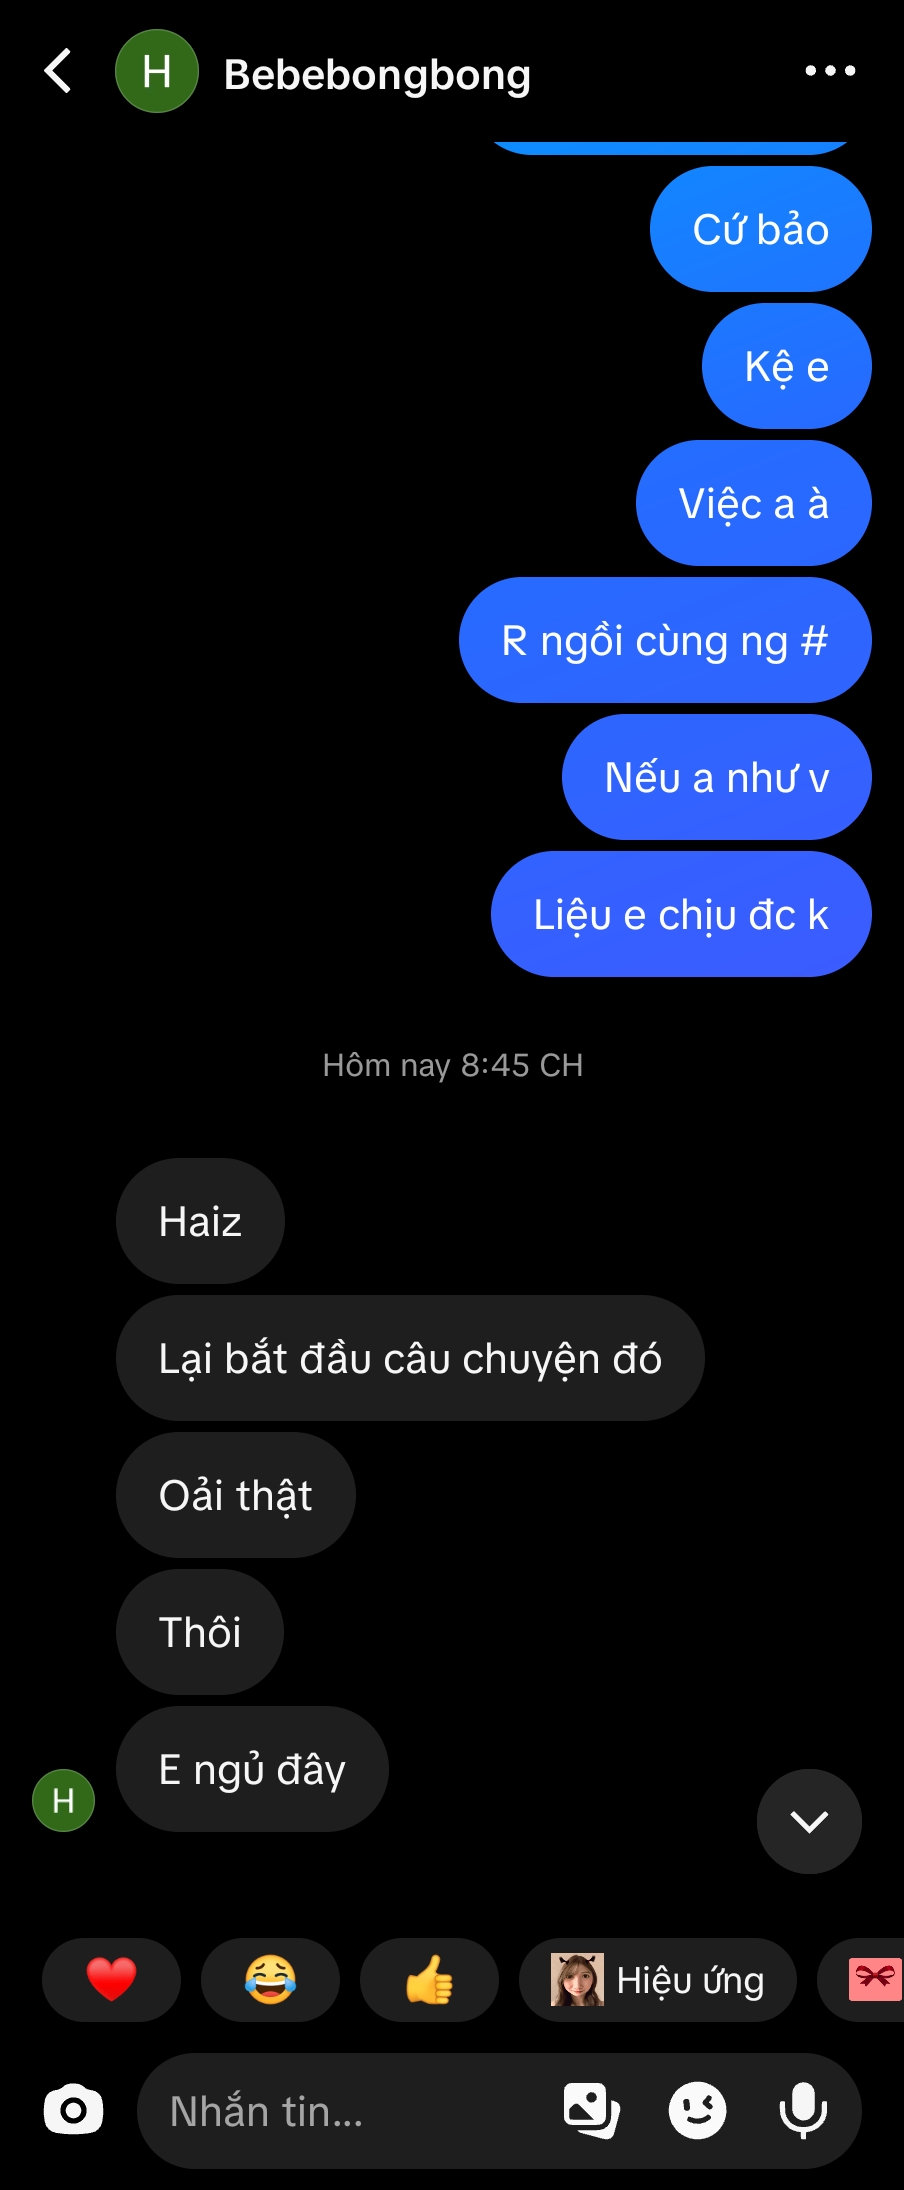 H
Bebebongbong
Cứ bảo
Kệ e
Việc a à
R ngồi cùng ng #
Nếu a như v
Liệu e chịu đc k
Hôm nay 8:45 CH
Haiz
Lại bắt đầu câu chuyện đó
Oải thật
Thôi
E ngủ đây
H
Hiệu ứng
Nhắn tin...